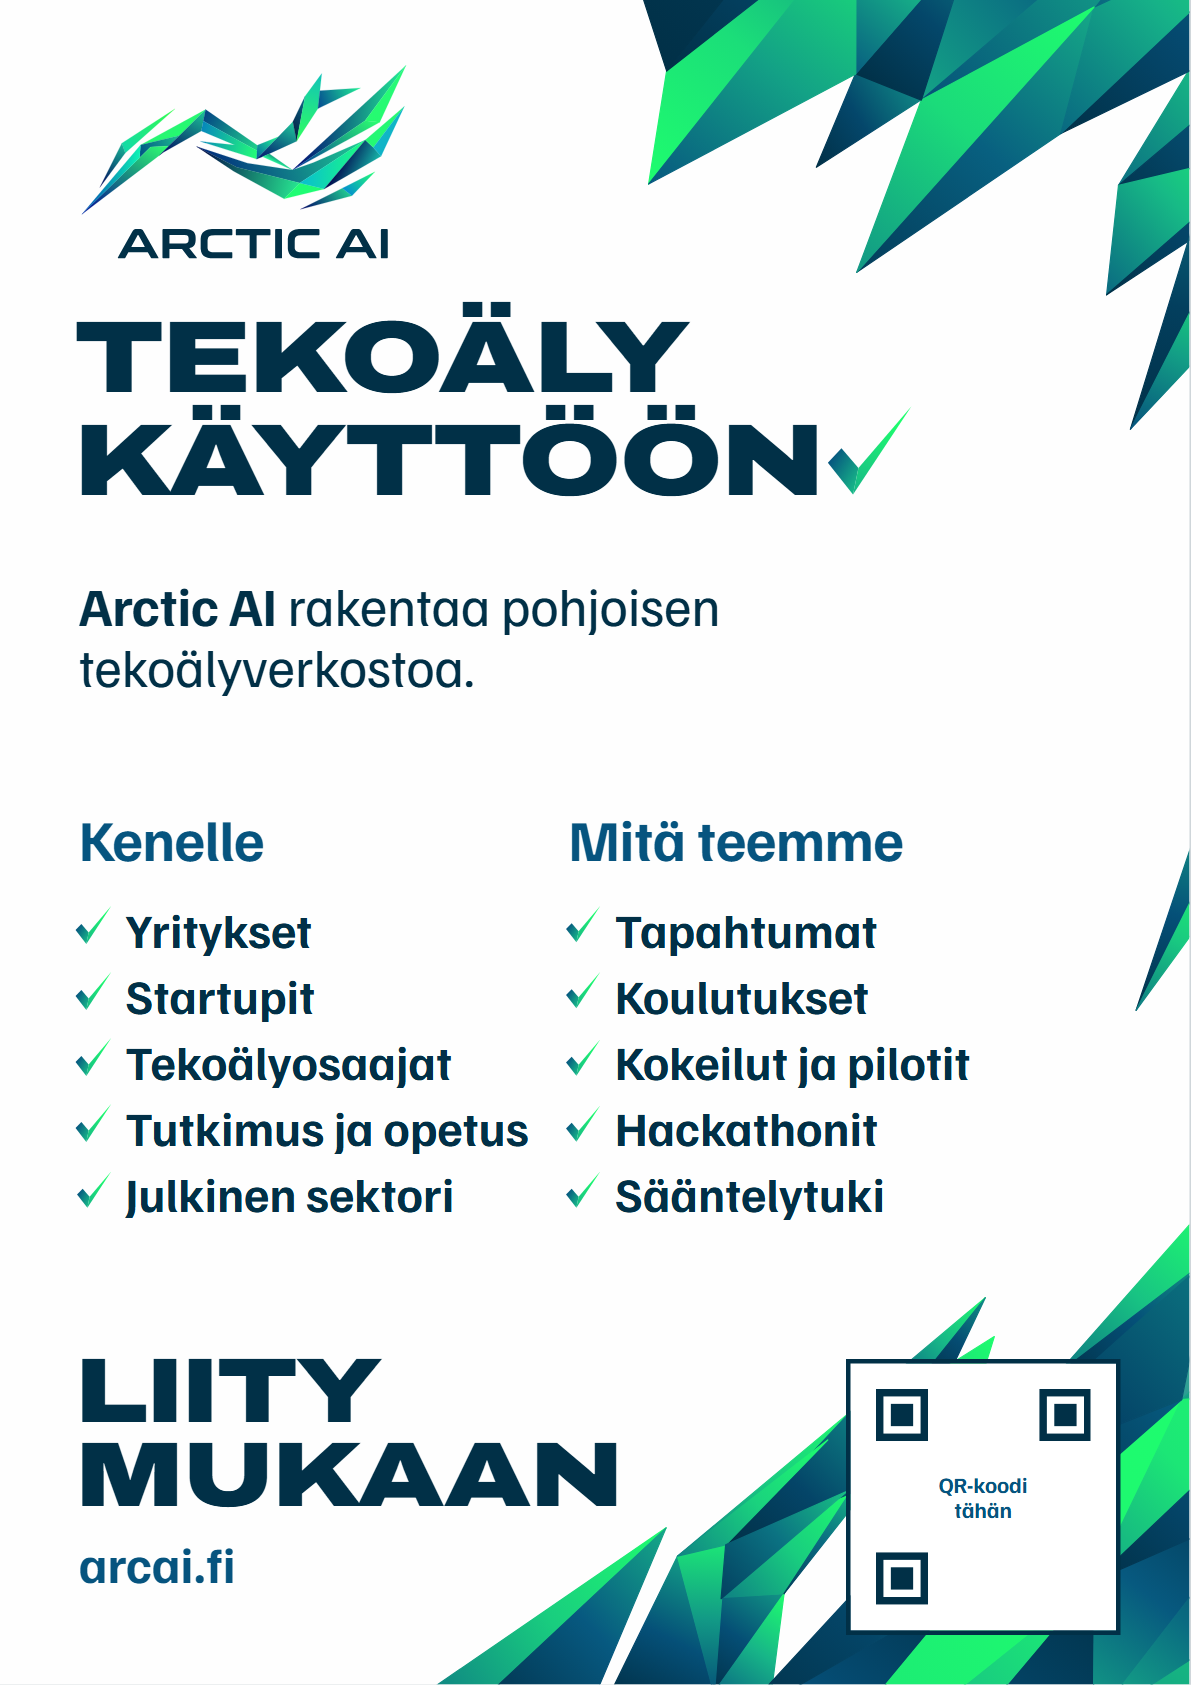 ARCTIC AI
TEKOÄLY
KÄYTTÖÖN
Arctic AI rakentaa pohjoisen
tekoälyverkostoa.
Kenelle
Yritykset
Startupit
Tekoälyosaajat
Tutkimus ja opetus
Julkinen sektori
Mitä teemme
Tapahtumat
Koulutukset
Kokeilut ja pilotit
Hackathonit
Sääntelytuki
LIITY
MUKAAN
arcai.fi
QR-koodi
tähän